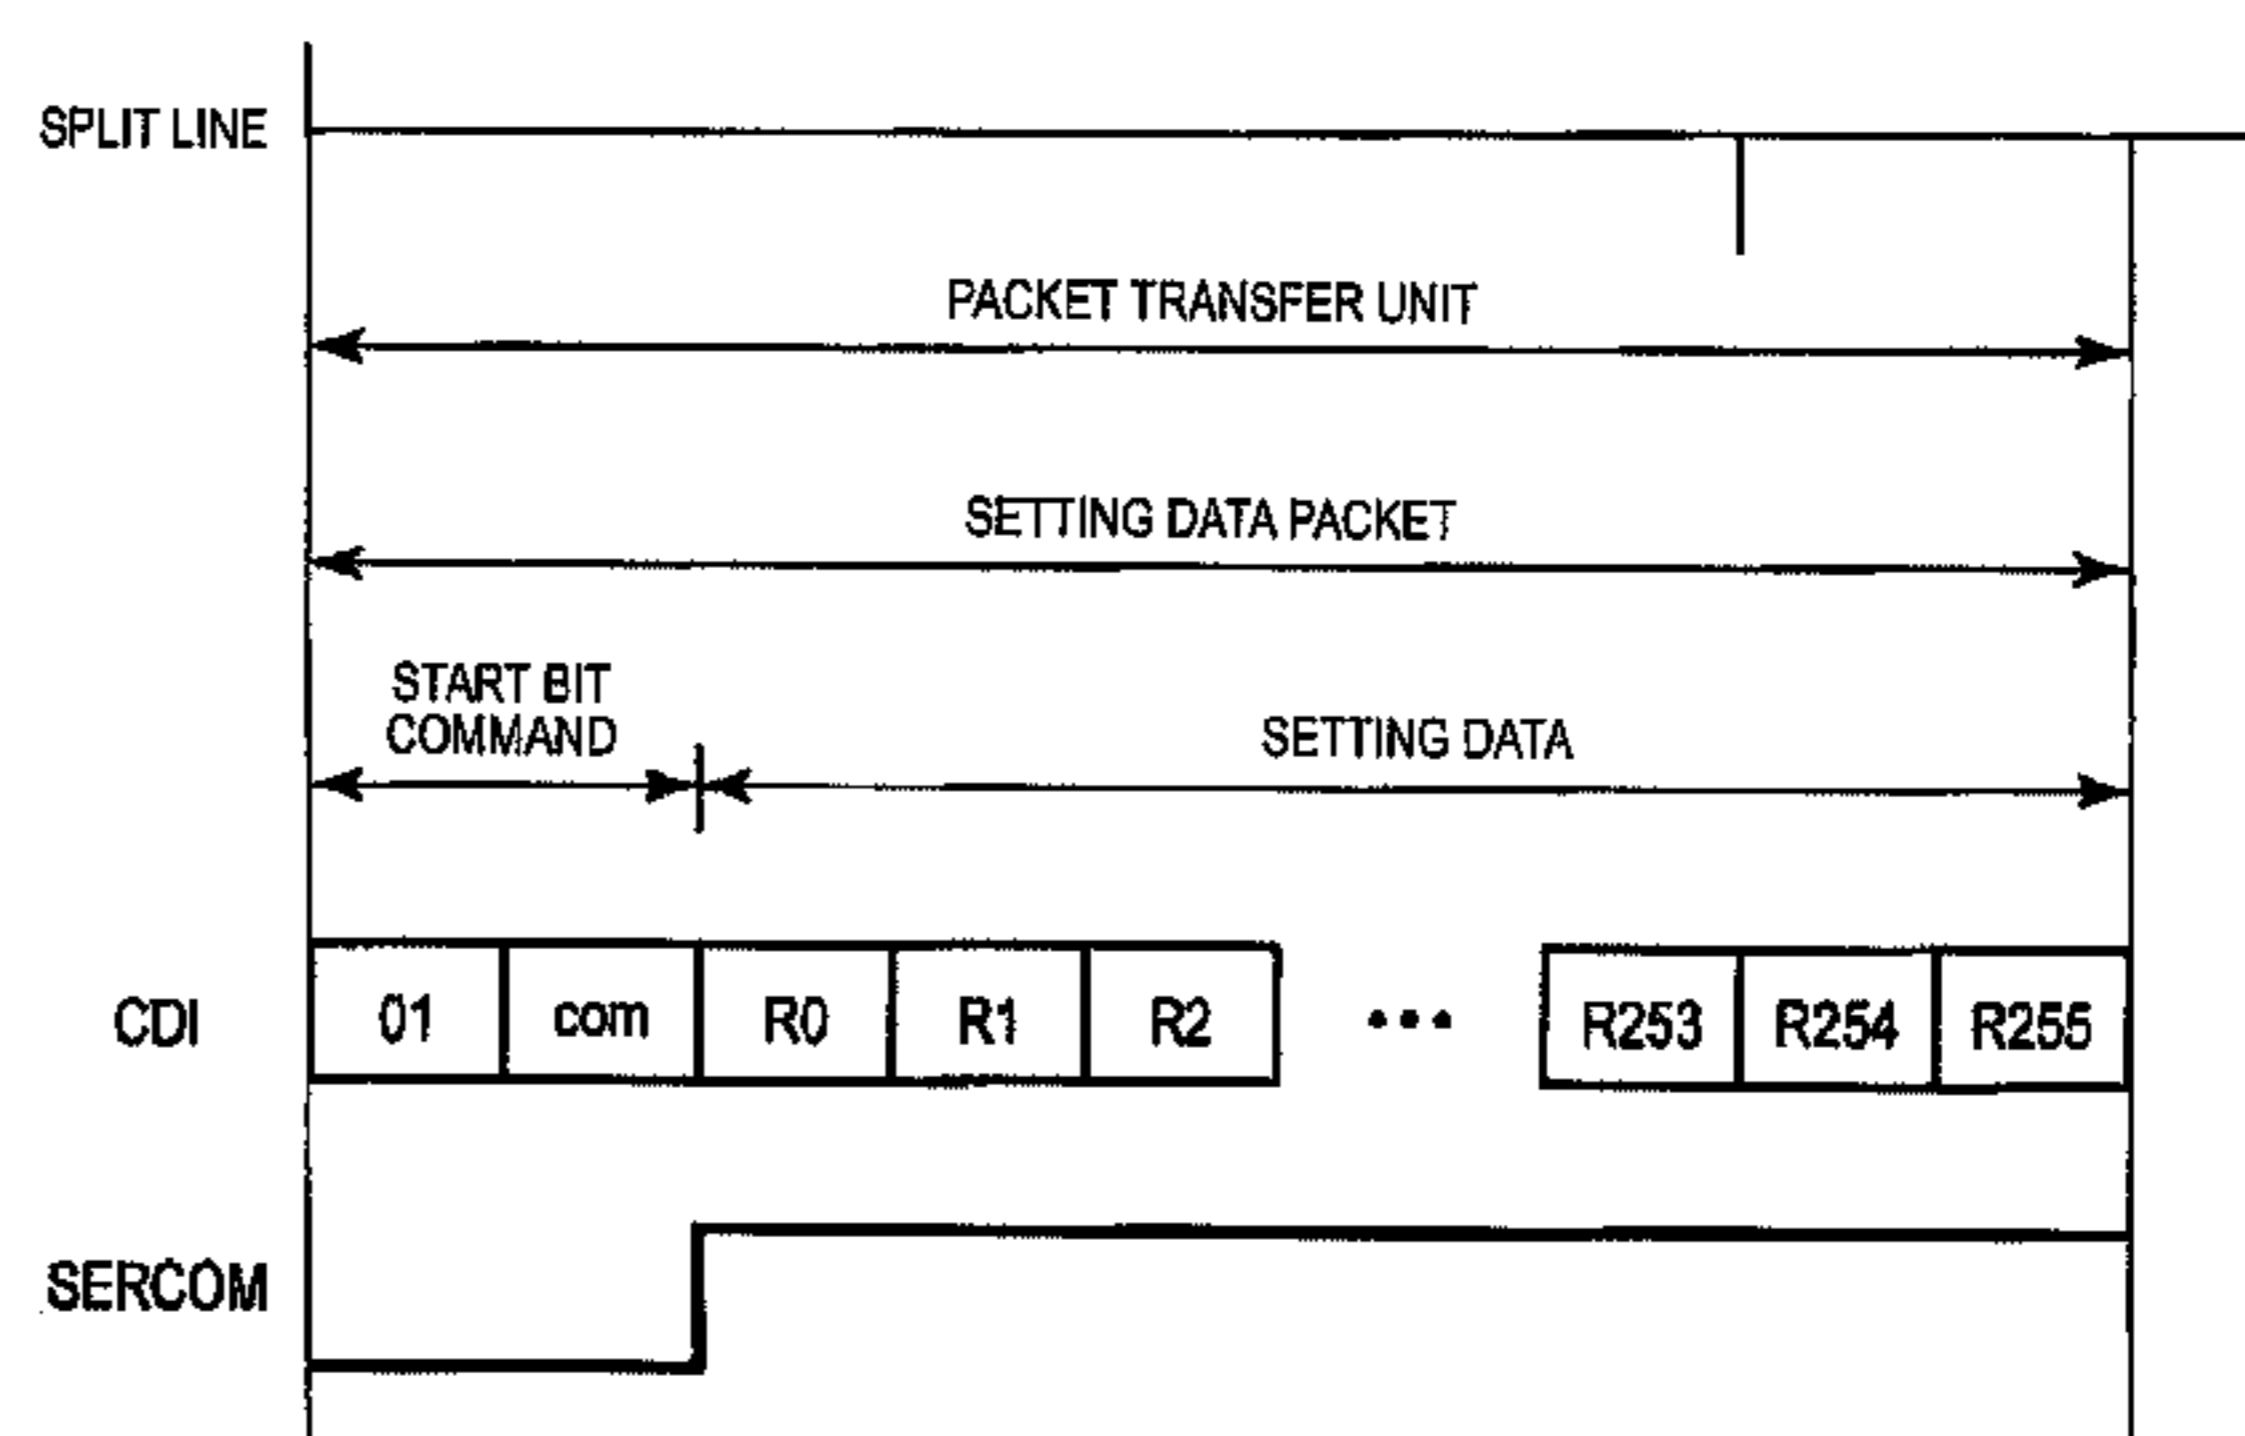 SPLIT LINE
PACKET TRANSFER UNIT
SETTING DATA PACKET
START BIT
COMMAND
SETTING DATA
CDI 01 com R0 R1 R2 ••• R253 R254 R255
SERCOM